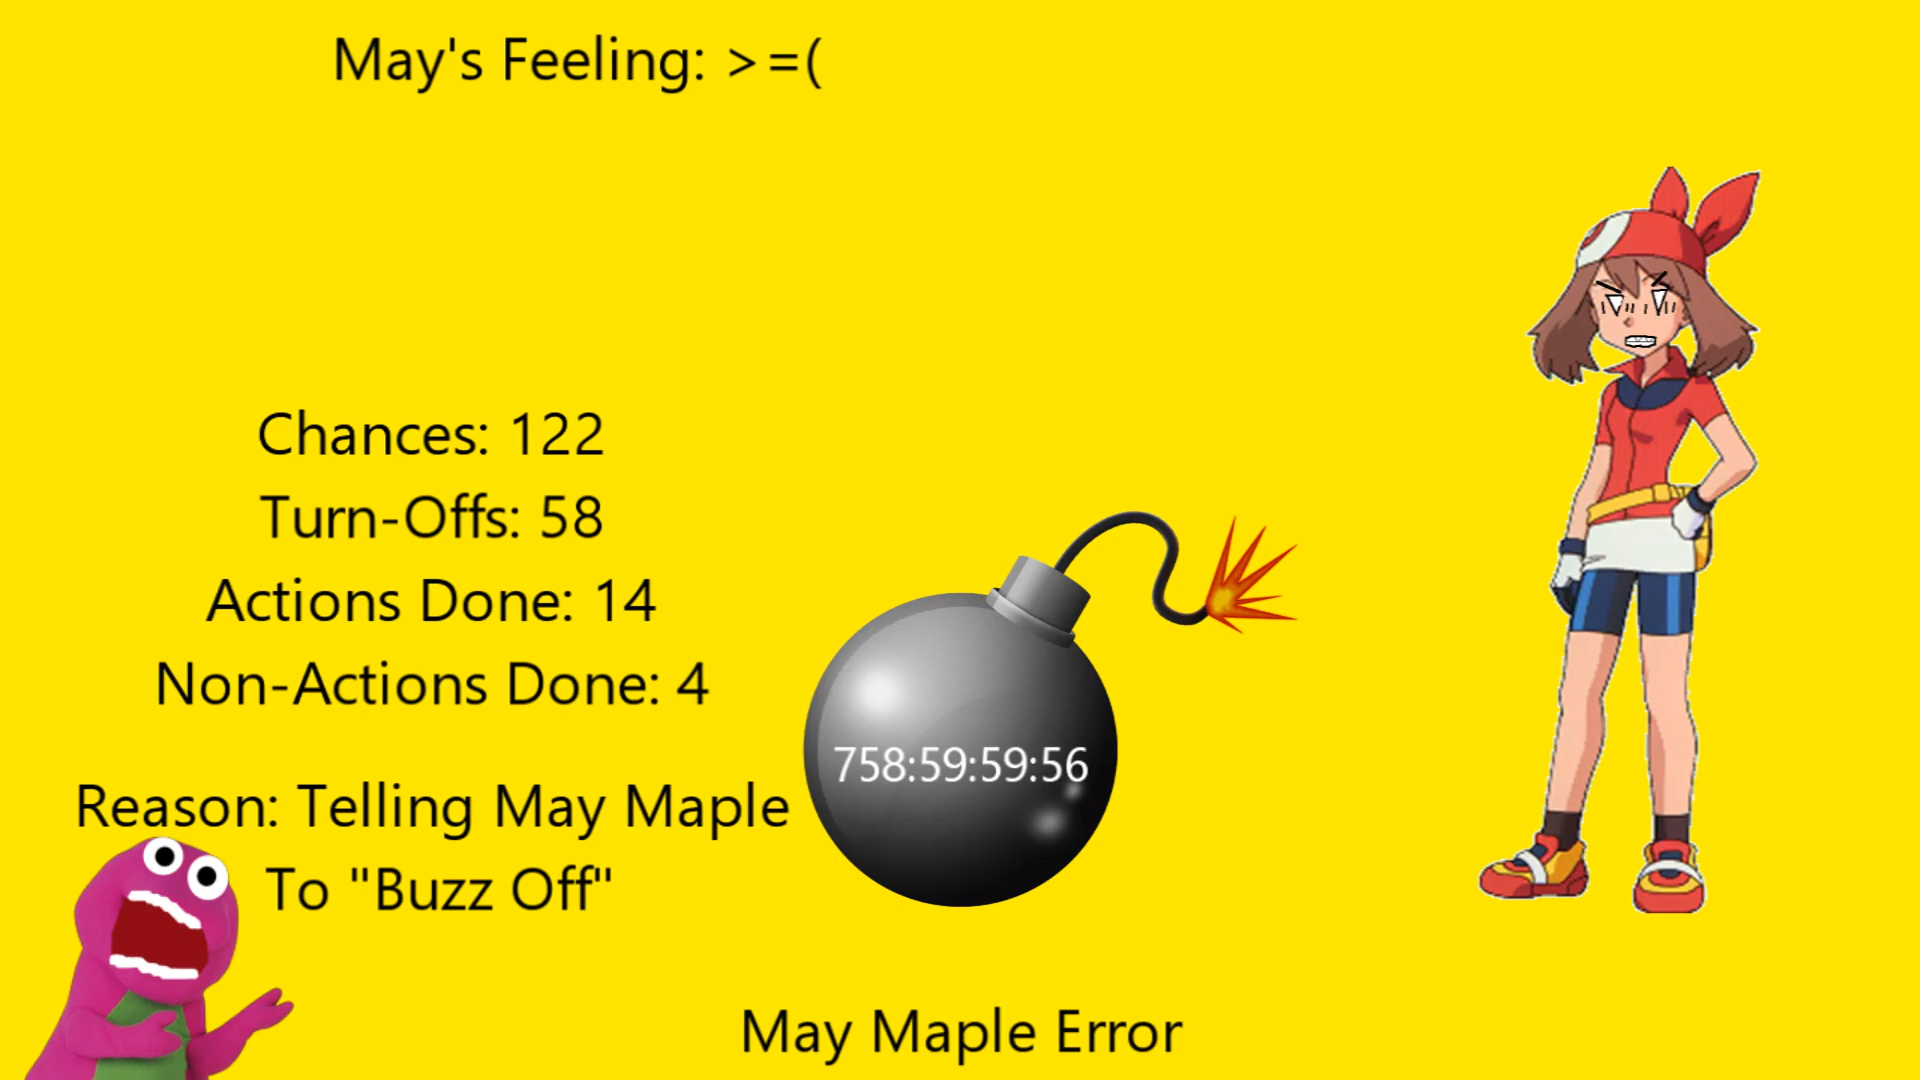 May's Feeling: >=(
Chances: 122
Turn-Offs: 58
Actions Done: 14
Non-Actions Done: 4
758:59:59:56
Reason: Telling May Maple
To "Buzz Off"
May Maple Error